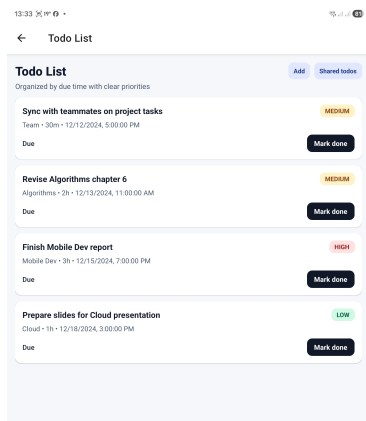 13:33
81
Todo List
Todo List
Add
Shared todos
Organized by due time with clear priorities
Sync with teammates on project tasks
MEDIUM
Team • 30m • 12/12/2024, 5:00:00 PM
Due
Mark done
Revise Algorithms chapter 6
MEDIUM
Algorithms • 2h • 12/13/2024, 11:00:00 AM
Due
Mark done
Finish Mobile Dev report
HIGH
Mobile Dev • 3h • 12/15/2024, 7:00:00 PM
Due
Mark done
Prepare slides for Cloud presentation
LOW
Cloud • 1h • 12/18/2024, 3:00:00 PM
Due
Mark done